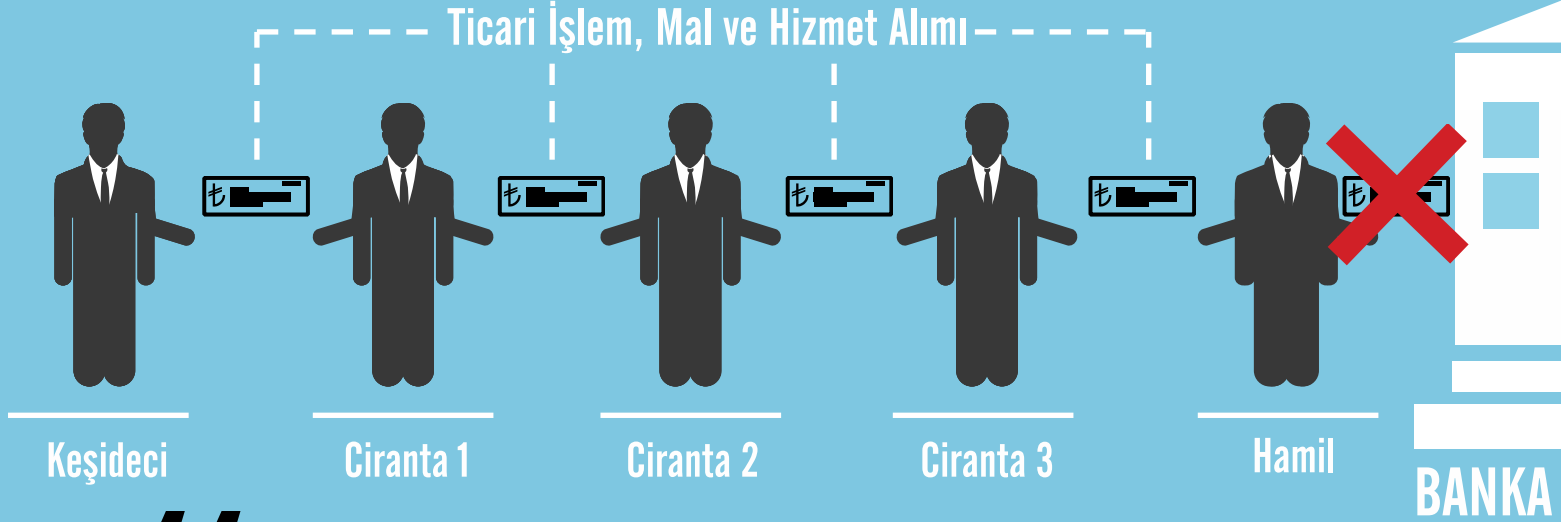 Ticari İşlem, Mal ve Hizmet Alımı
₺ ₺ ₺ ₺ ₺
Keşideci Ciranta 1 Ciranta 2 Ciranta 3 Hamil
BANKA